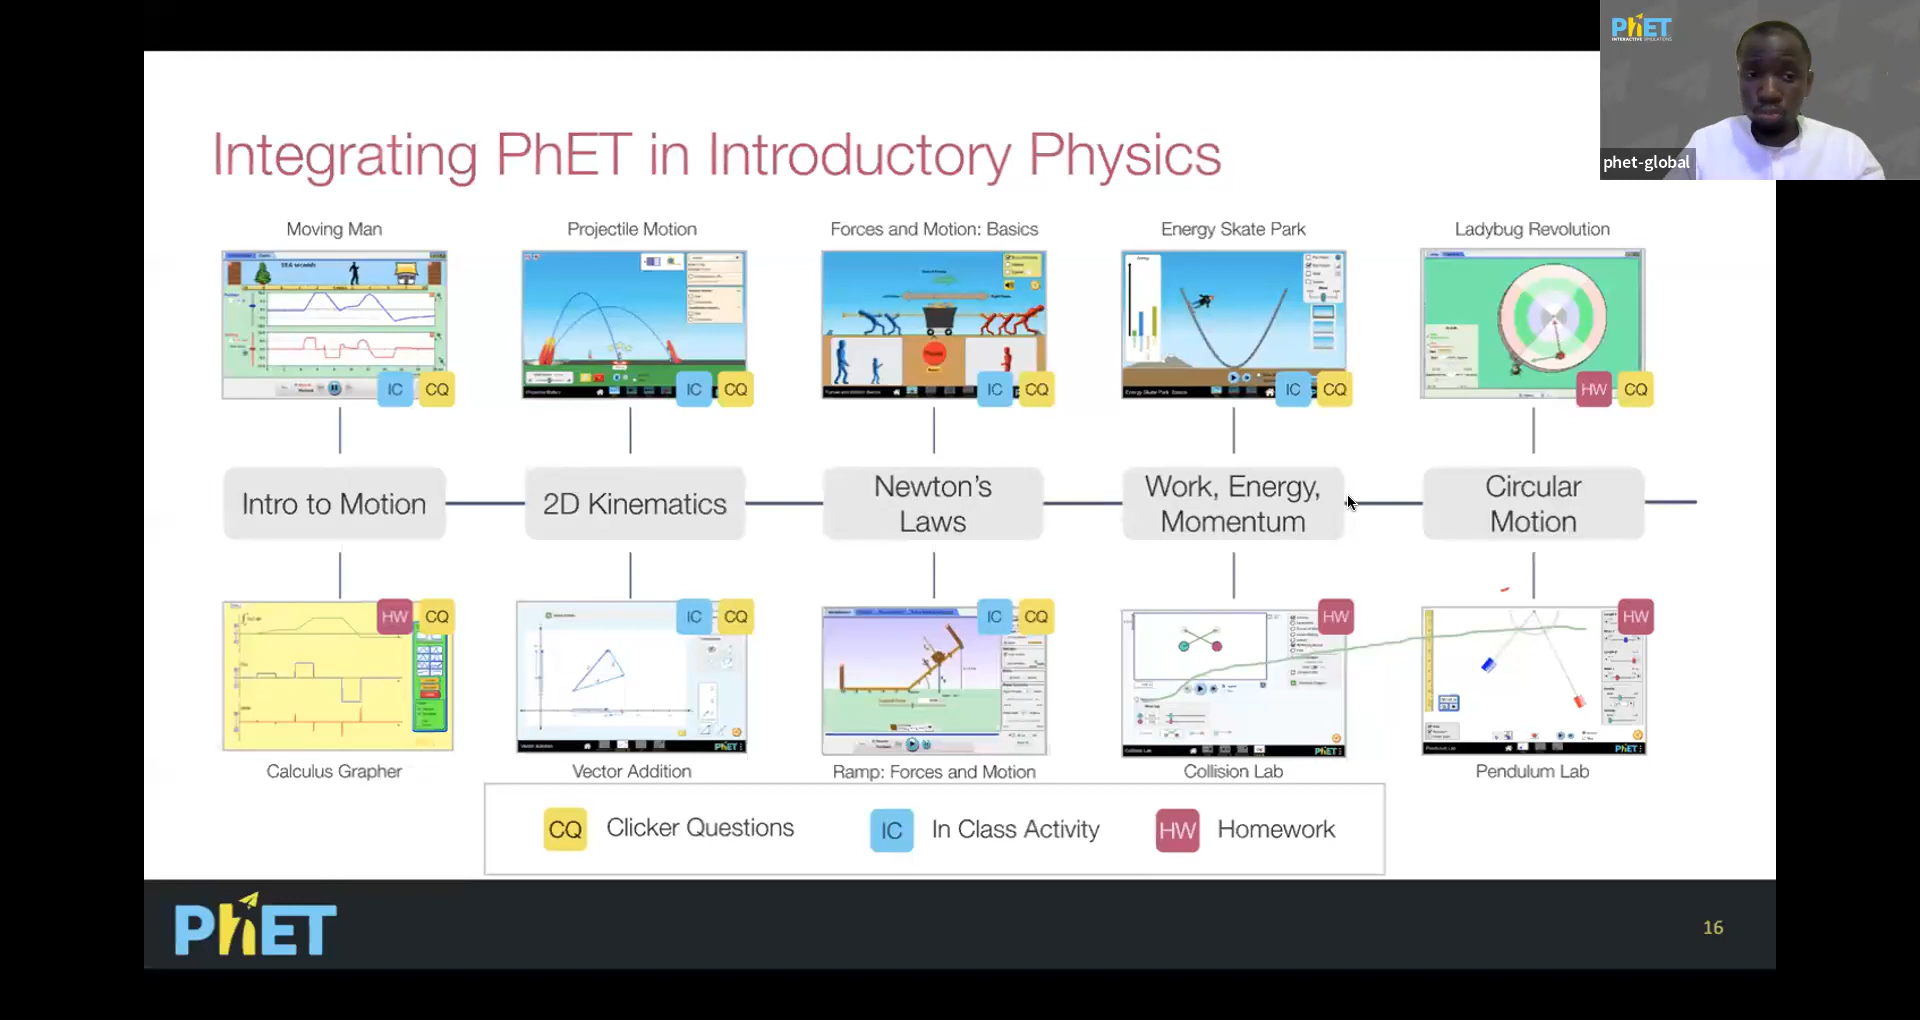 PhET
INTERACTIVE SIMULATIONS
phet-global
Integrating PhET in Introductory Physics
Moving Man
Projectile Motion
Forces and Motion: Basics
Energy Skate Park
Ladybug Revolution
IC CQ
IC CQ
IC CQ
IC CQ
HW CQ
Intro to Motion
2D Kinematics
Newton's
Laws
Work, Energy,
Momentum
Circular
Motion
HW CQ
IC CQ
IC CQ
HW
HW
PhET
PhET
PhET
Calculus Grapher
Vector Addition
Ramp: Forces and Motion
Collision Lab
Pendulum Lab
CQ Clicker Questions
IC In Class Activity
HW Homework
PhET
16